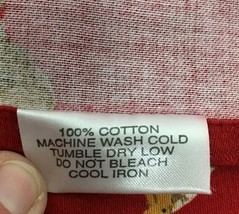 100% COTTON
MACHINE WASH COLD
TUMBLE DRY LOW
DO NOT BLEACH
COOL IRON